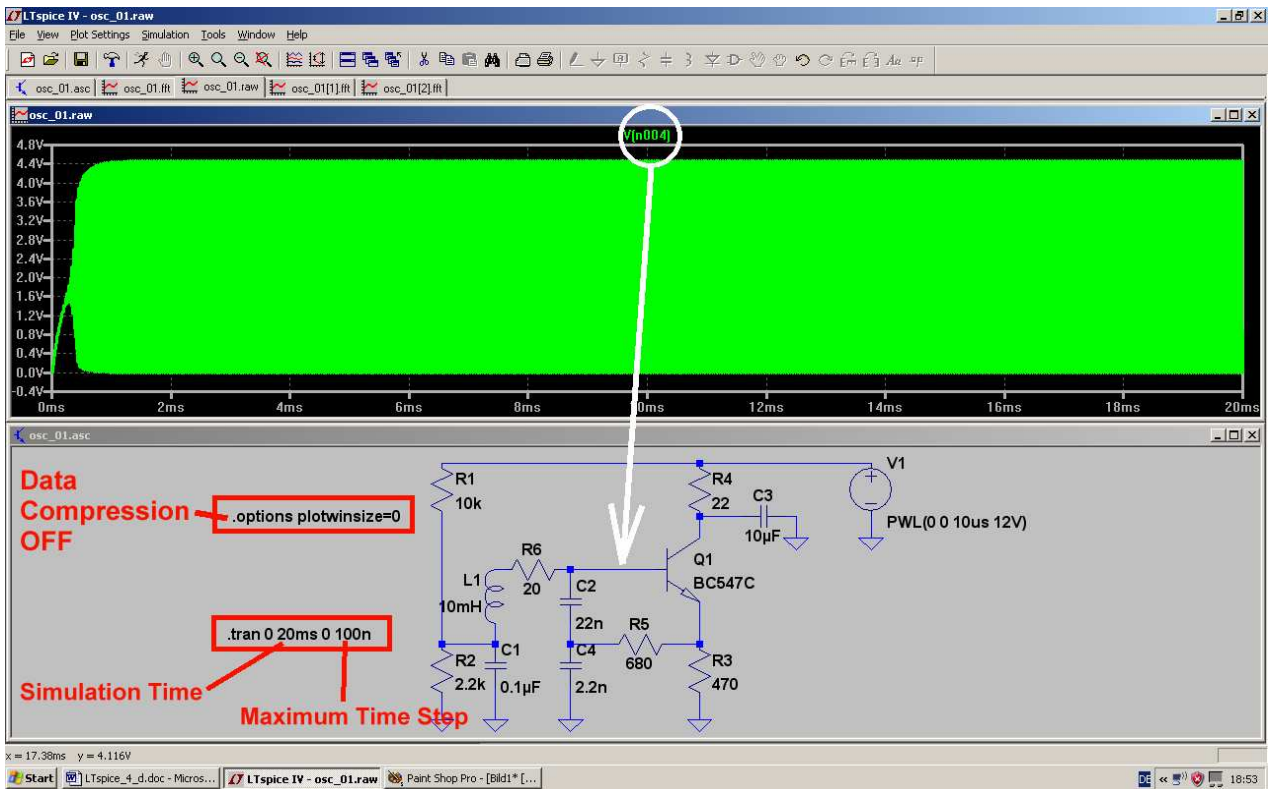 LTspice IV - osc_01.raw
File View Plot Settings Simulation Tools Window Help
osc_01.asc osc_01.fft osc_01.raw osc_01[1].fft osc_01[2].fft
osc_01.raw
V(n004)
4.8V
4.4V
4.0V
3.6V
3.2V
2.8V
2.4V
2.0V
1.6V
1.2V
0.8V
0.4V
0.0V
-0.4V
0ms 2ms 4ms 6ms 8ms 10ms 12ms 14ms 16ms 18ms 20ms
osc_01.asc
Data
Compression
OFF
.options plotwinsize=0
.tran 0 20ms 0 100n
Simulation Time
Maximum Time Step
R1
10k
R6
20
L1
10mH
C2
22n
R5
680
R2
2.2k
C1
0.1µF
C4
2.2n
R4
22
C3
10µF
Q1
BC547C
R3
470
V1
PWL(0 0 10us 12V)
x = 17.38ms y = 4.116V
Start LTspice_4_d.doc - Micros... LTspice IV - osc_01.raw Paint Shop Pro - [Bild1* [... DE 18:53